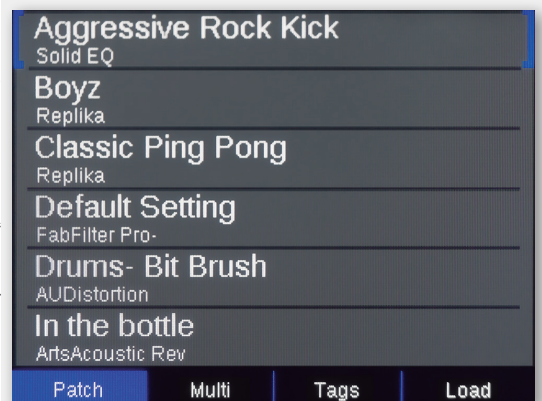 Aggressive Rock Kick
Solid EQ
Boyz
Replika
Classic Ping Pong
Replika
Default Setting
FabFilter Pro-
Drums- Bit Brush
AUDistortion
In the bottle
ArtsAcoustic Rev
Patch Multi Tags Load